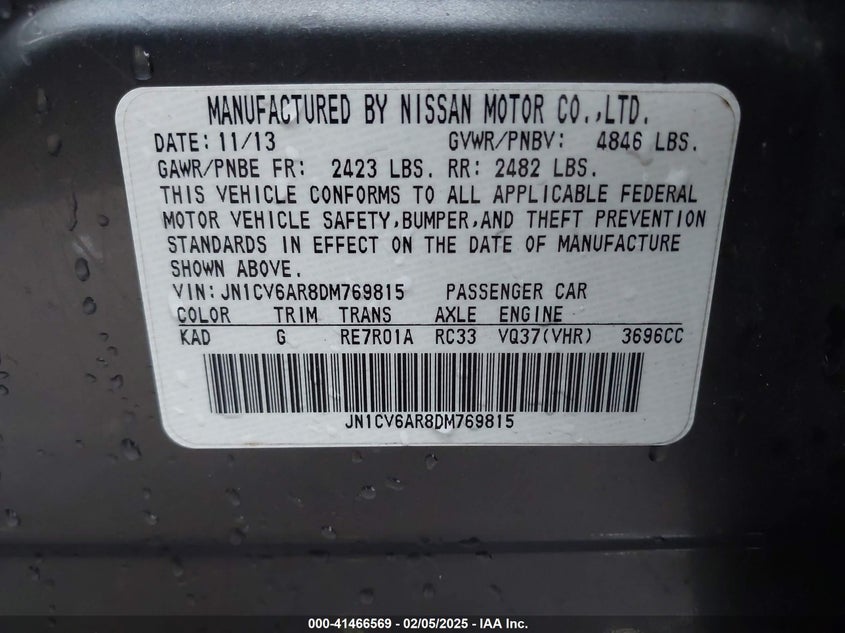 MANUFACTURED BY NISSAN MOTOR CO.,LTD.
DATE: 11/13 GVWR/PNBV: 4846 LBS.
GAWR/PNBE FR: 2423 LBS. RR: 2482 LBS.
THIS VEHICLE CONFORMS TO ALL APPLICABLE FEDERAL
MOTOR VEHICLE SAFETY,BUMPER,AND THEFT PREVENTION
STANDARDS IN EFFECT ON THE DATE OF MANUFACTURE
SHOWN ABOVE.
VIN: JN1CV6AR8DM769815 PASSENGER CAR
COLOR TRIM TRANS AXLE ENGINE
KAD G RE7R01A RC33 VQ37(VHR) 3696CC
JN1CV6AR8DM769815
000-41466569 - 02/05/2025 - IAA Inc.